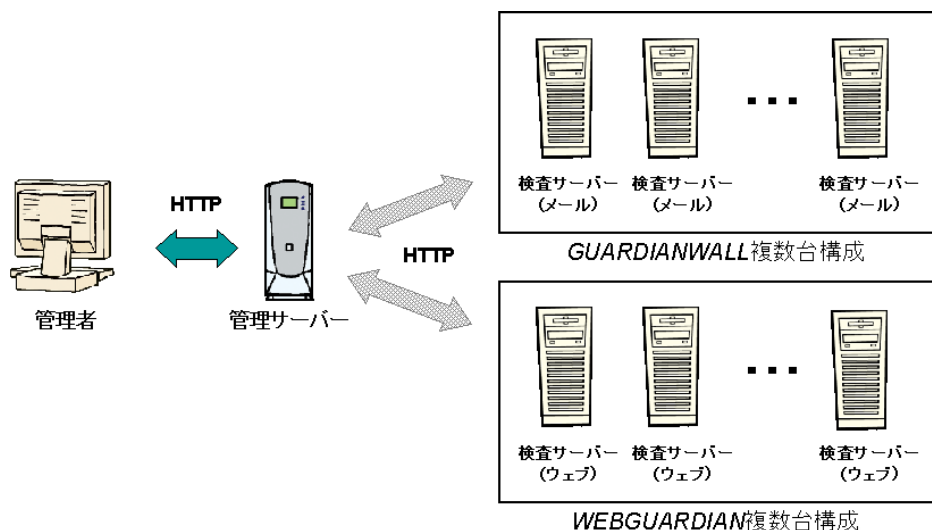 検査サーバー
(メール)
検査サーバー
(メール)
検査サーバー
(メール)
GUARDIANWALL複数台構成
HTTP
HTTP
管理者
管理サーバー
検査サーバー
(ウェブ)
検査サーバー
(ウェブ)
検査サーバー
(ウェブ)
WEBGUARDIAN複数台構成